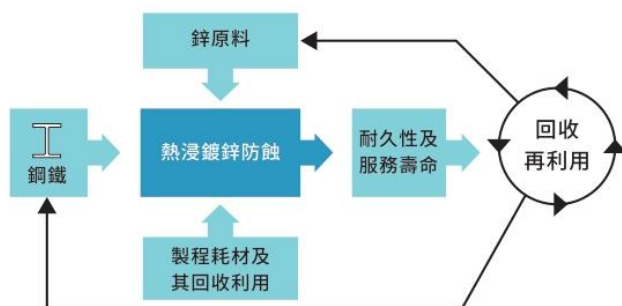 鋅原料
鋼鐵
熱浸鍍鋅防蝕
耐久性及
服務壽命
回收
再利用
製程耗材及
其回收利用